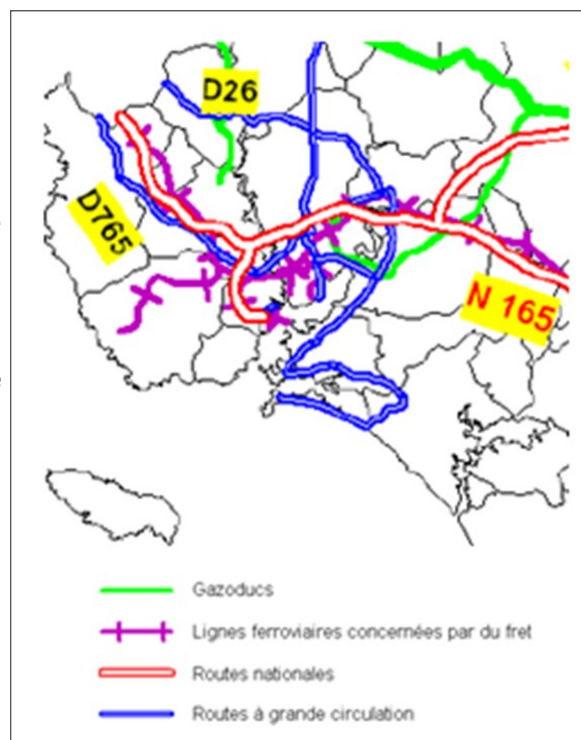 D26
D765
N 165
Gazoducs
Lignes ferroviaires concernées par du fret
Routes nationales
Routes à grande circulation